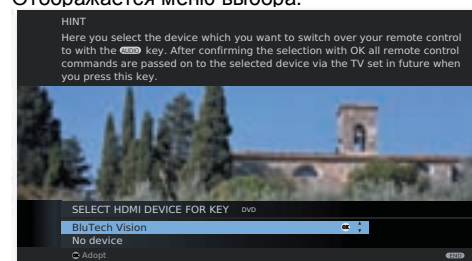 Отображается меню выбора.
HINT
Here you select the device which you want to switch over your remote control
to with the AUDIO key. After confirming the selection with OK all remote control
commands are passed on to the selected device via the TV set in future when
you press this key.
SELECT HDMI DEVICE FOR KEY DVD
BluTech Vision
No device
Adopt END